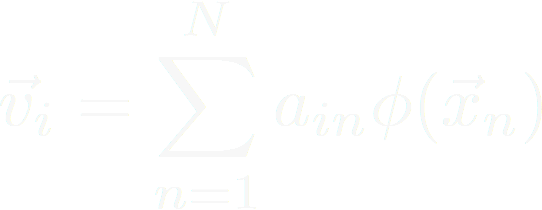 $\vec{v}_i = \sum_{n=1}^{N} a_{in} \phi(\vec{x}_n)$